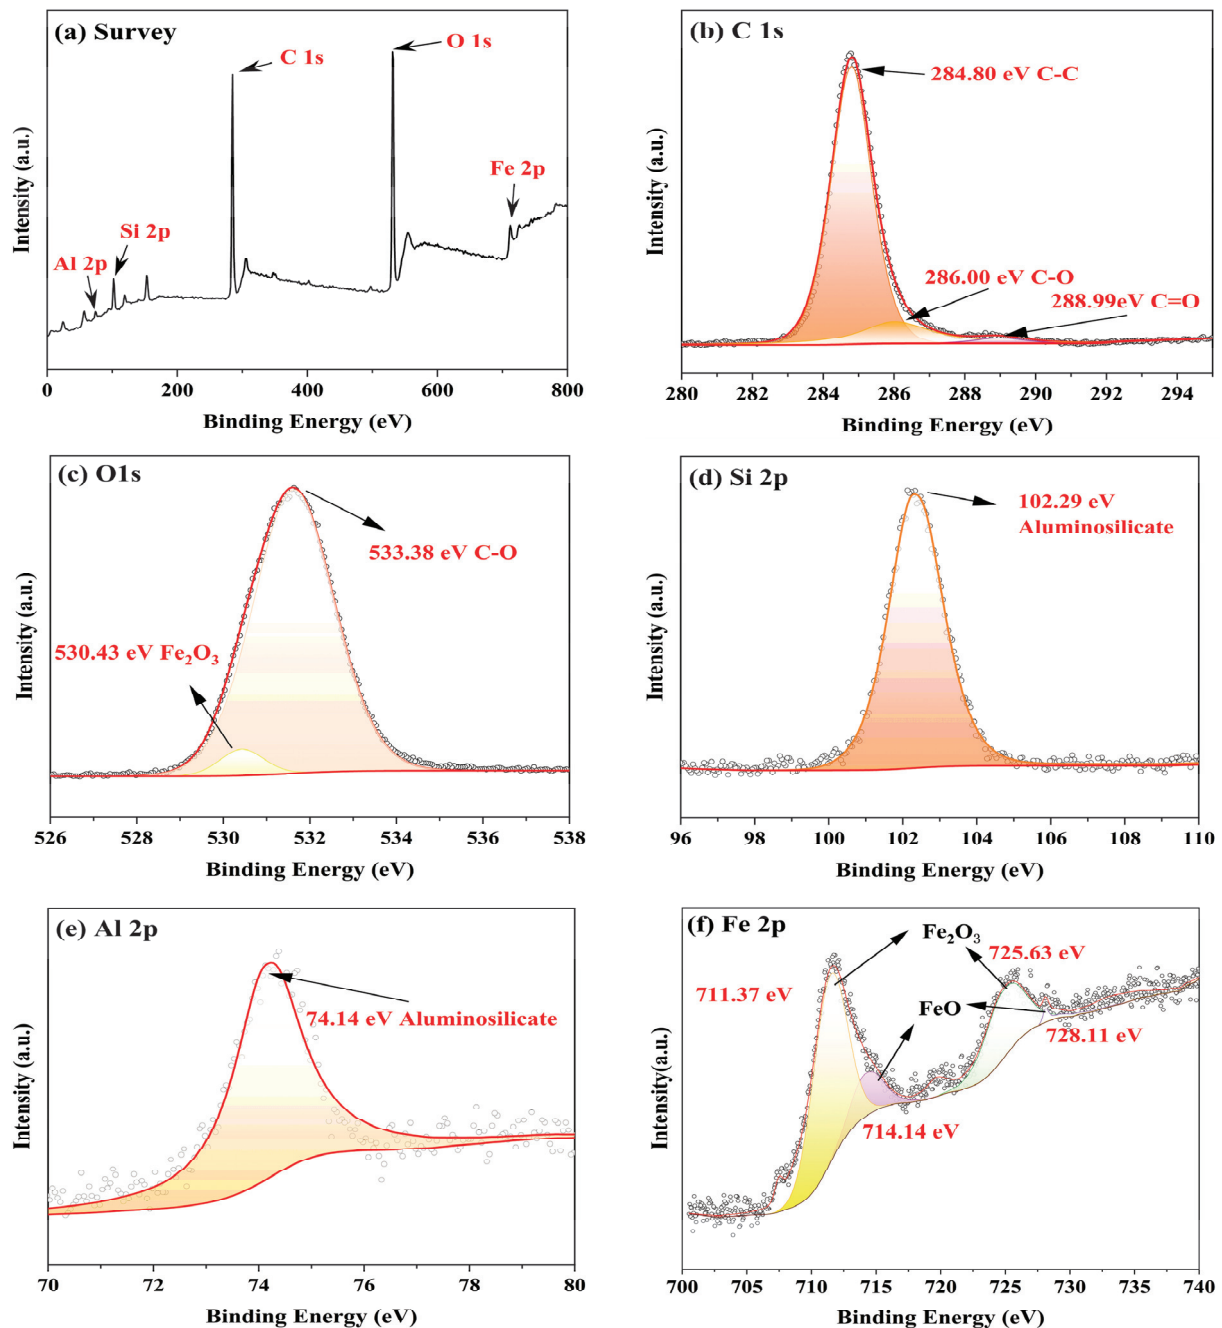 (a) Survey
C 1s
O 1s
Fe 2p
Si 2p
Al 2p
Intensity (a.u.)
0 200 400 600 800
Binding Energy (eV)
(b) C 1s
284.80 eV C-C
286.00 eV C-O
288.99eV C=O
Intensity (a.u.)
280 282 284 286 288 290 292 294
Binding Energy (eV)
(c) O1s
533.38 eV C-O
530.43 eV Fe₂O₃
Intensity (a.u.)
526 528 530 532 534 536 538
Binding Energy (eV)
(d) Si 2p
102.29 eV
Aluminosilicate
Intensity (a.u.)
96 98 100 102 104 106 108 110
Binding Energy (eV)
(e) Al 2p
74.14 eV Aluminosilicate
Intensity (a.u.)
70 72 74 76 78 80
Binding Energy (eV)
(f) Fe 2p
Fe₂O₃
725.63 eV
711.37 eV
FeO
728.11 eV
714.14 eV
Intensity(a.u.)
700 705 710 715 720 725 730 735 740
Binding Energy (eV)